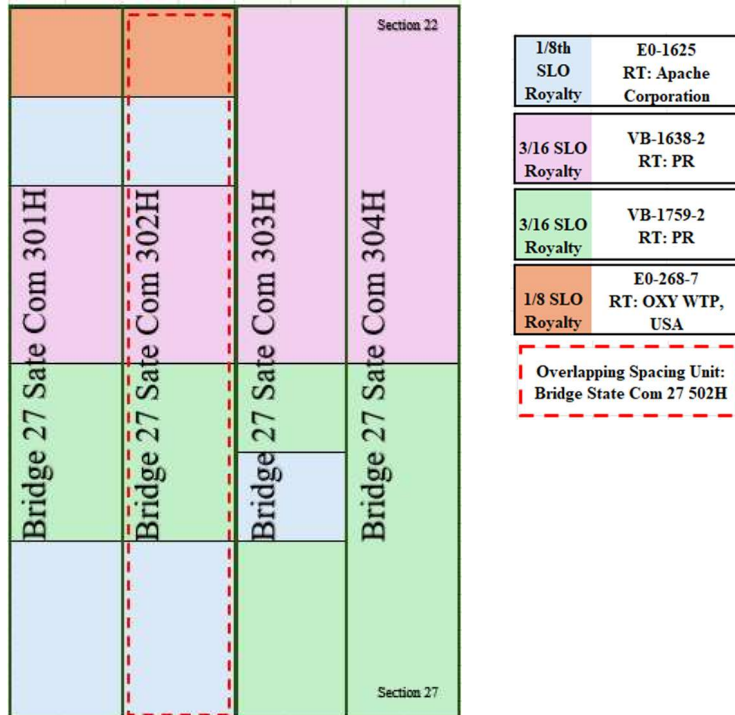 Section 22
Bridge 27 Sate Com 301H
Bridge 27 Sate Com 302H
Bridge 27 Sate Com 303H
Bridge 27 Sate Com 304H
Section 27
1/8th
SLO
Royalty
E0-1625
RT: Apache
Corporation
3/16 SLO
Royalty
VB-1638-2
RT: PR
3/16 SLO
Royalty
VB-1759-2
RT: PR
1/8 SLO
Royalty
E0-268-7
RT: OXY WTP,
USA
Overlapping Spacing Unit:
Bridge State Com 27 502H